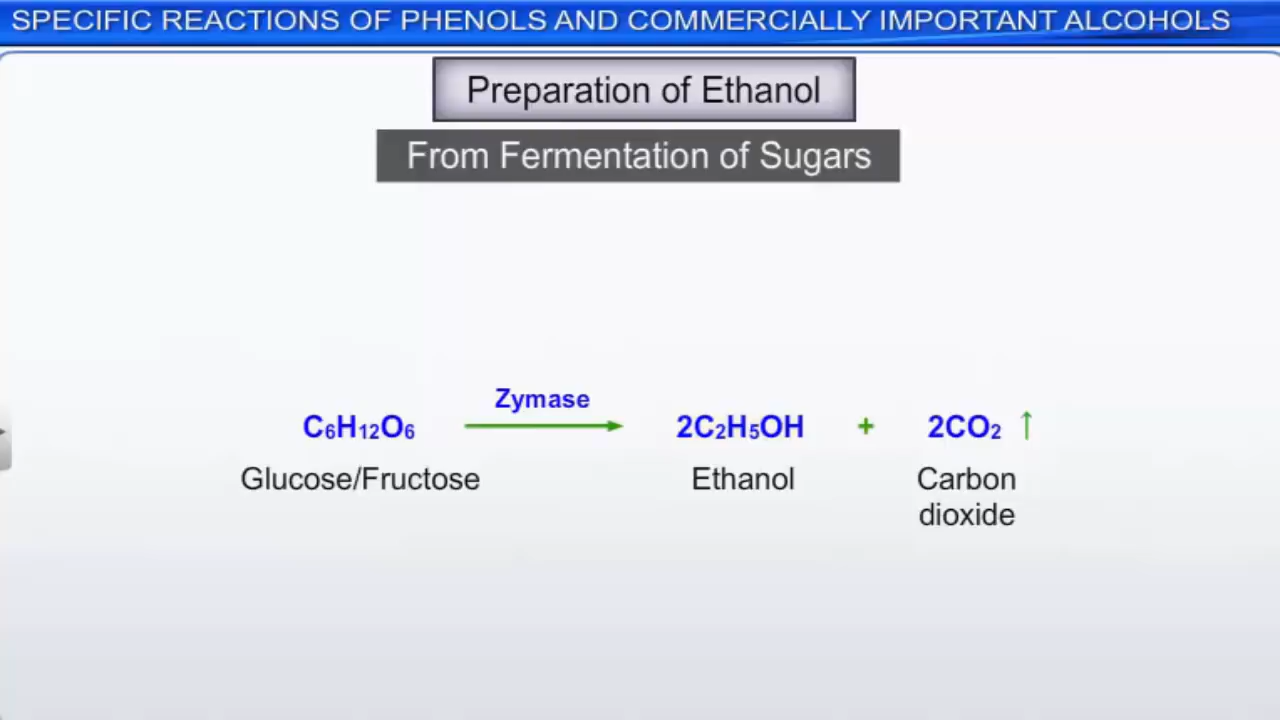 SPECIFIC REACTIONS OF PHENOLS AND COMMERCIALLY IMPORTANT ALCOHOLS
Preparation of Ethanol
From Fermentation of Sugars
Zymase
C₆H₁₂O₆ → 2C₂H₅OH + 2CO₂ ↑
Glucose/Fructose Ethanol Carbon
dioxide